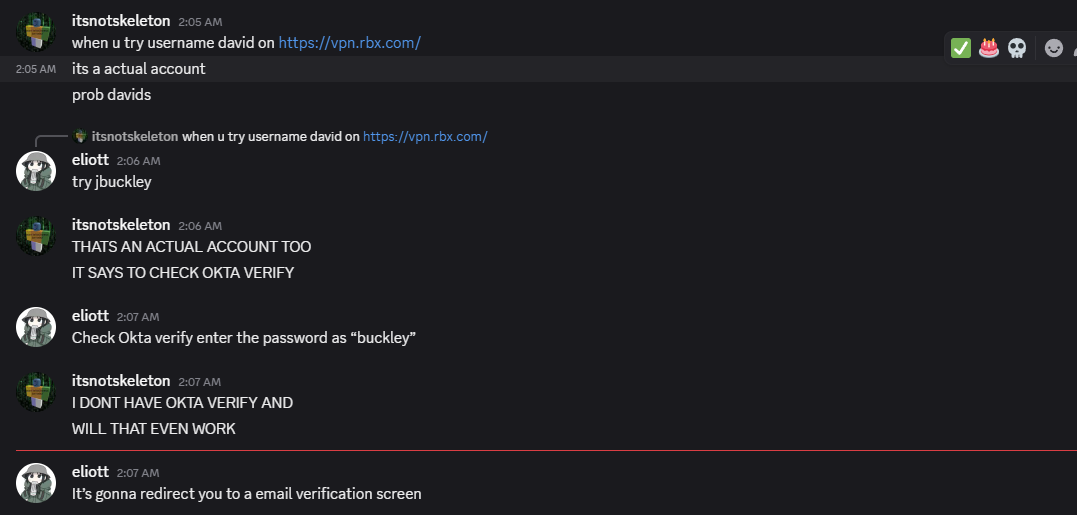 itsnotskeleton 2:05 AM
when u try username david on https://vpn.rbx.com/
2:05 AM its a actual account
prob davids
itsnotskeleton when u try username david on https://vpn.rbx.com/
eliott 2:06 AM
try jbuckley
itsnotskeleton 2:06 AM
THATS AN ACTUAL ACCOUNT TOO
IT SAYS TO CHECK OKTA VERIFY
eliott 2:07 AM
Check Okta verify enter the password as “buckley”
itsnotskeleton 2:07 AM
I DONT HAVE OKTA VERIFY AND
WILL THAT EVEN WORK
eliott 2:07 AM
It’s gonna redirect you to a email verification screen